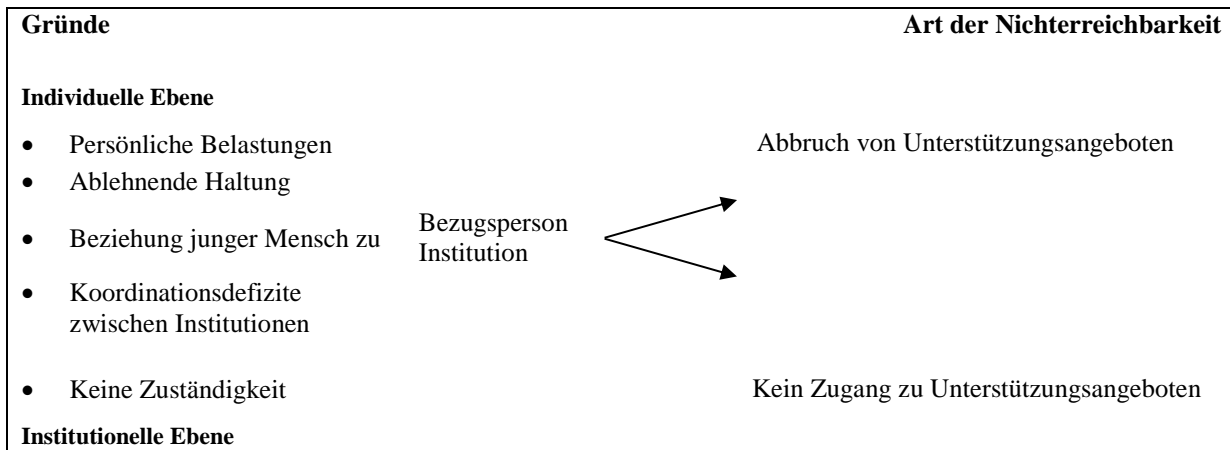 Gründe Art der Nichterreichbarkeit
Individuelle Ebene
• Persönliche Belastungen Abbruch von Unterstützungsangeboten
• Ablehnende Haltung
• Beziehung junger Mensch zu Bezugsperson
Institution
• Koordinationsdefizite
zwischen Institutionen
• Keine Zuständigkeit Kein Zugang zu Unterstützungsangeboten
Institutionelle Ebene